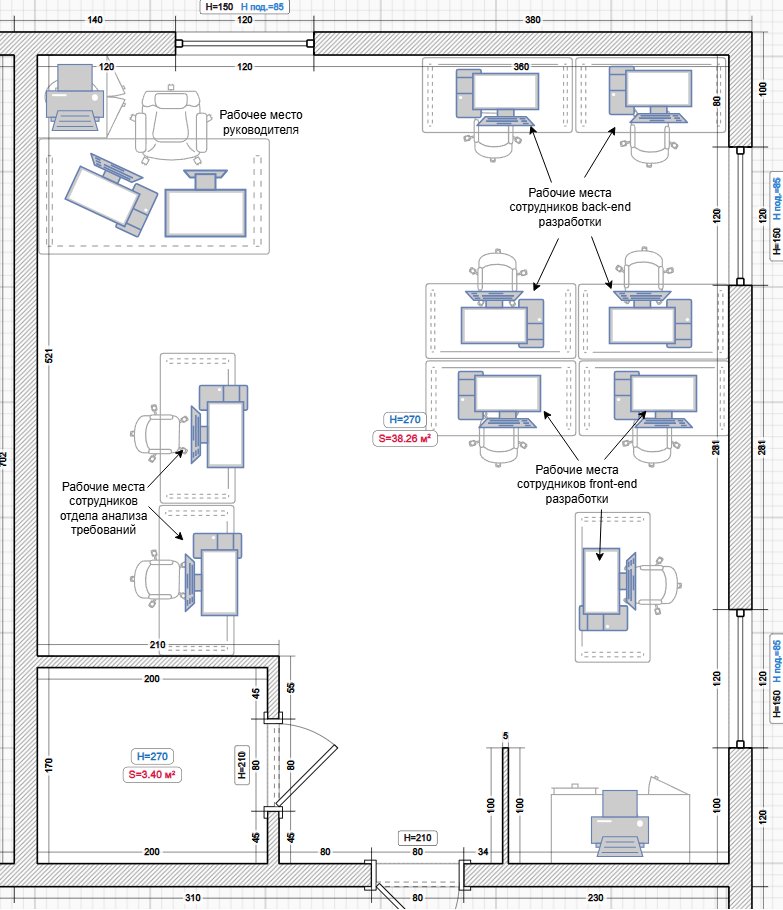 H=150 H под.=85
140
120
380
120
120
360
Рабочее место
руководителя
80
100
Рабочие места
сотрудников back-end
разработки
120
120
H=150 H под.=85
521
H=270
S=38.26 м²
702
281
281
Рабочие места
сотрудников front-end
разработки
Рабочие места
сотрудников
отдела анализа
требований
210
200
45
55
120
120
H=150 H под.=85
5
H=270
S=3.40 м²
170
H=210
80
80
100
100
100
120
H=210
45
45
200
80
80
34
310
80
230